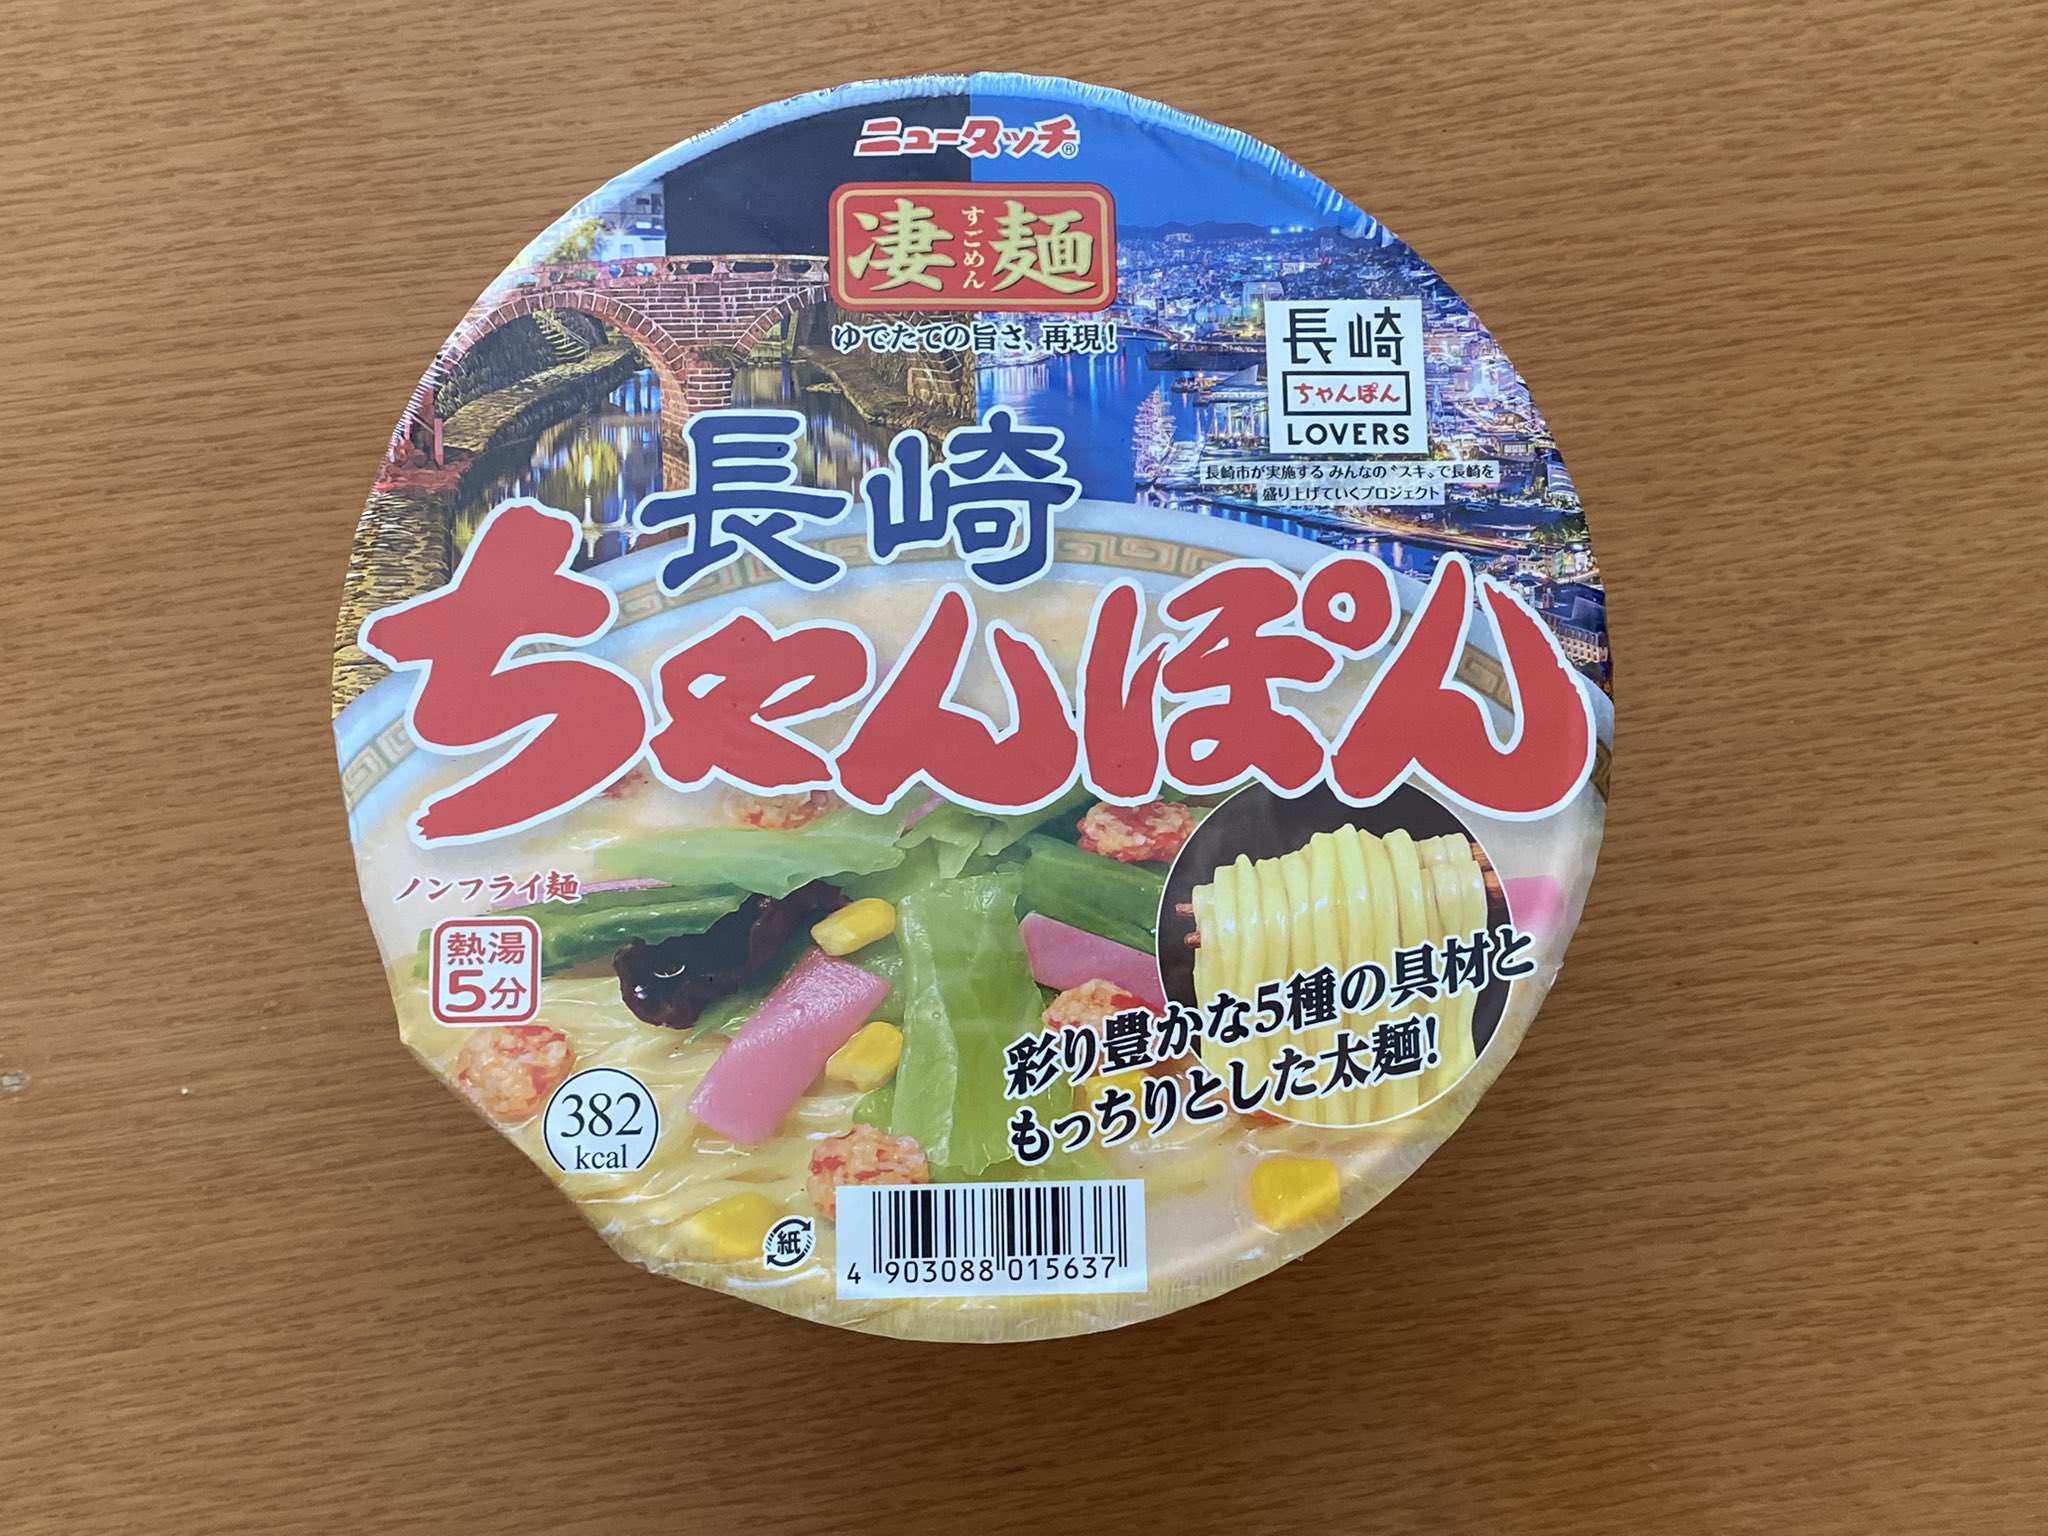 ニュータッチ®
凄麺
すごめん
ゆでたての旨さ、再現!
長崎
ちゃんぽん
LOVERS
長崎市が実施する みんなの〝スキ〟で長崎を
盛り上げていくプロジェクト
長崎
ちゃんぽん
ノンフライ麺
熱湯
5分
彩り豊かな5種の具材と
もっちりとした太麺!
382
kcal
紙
4 903088 015637